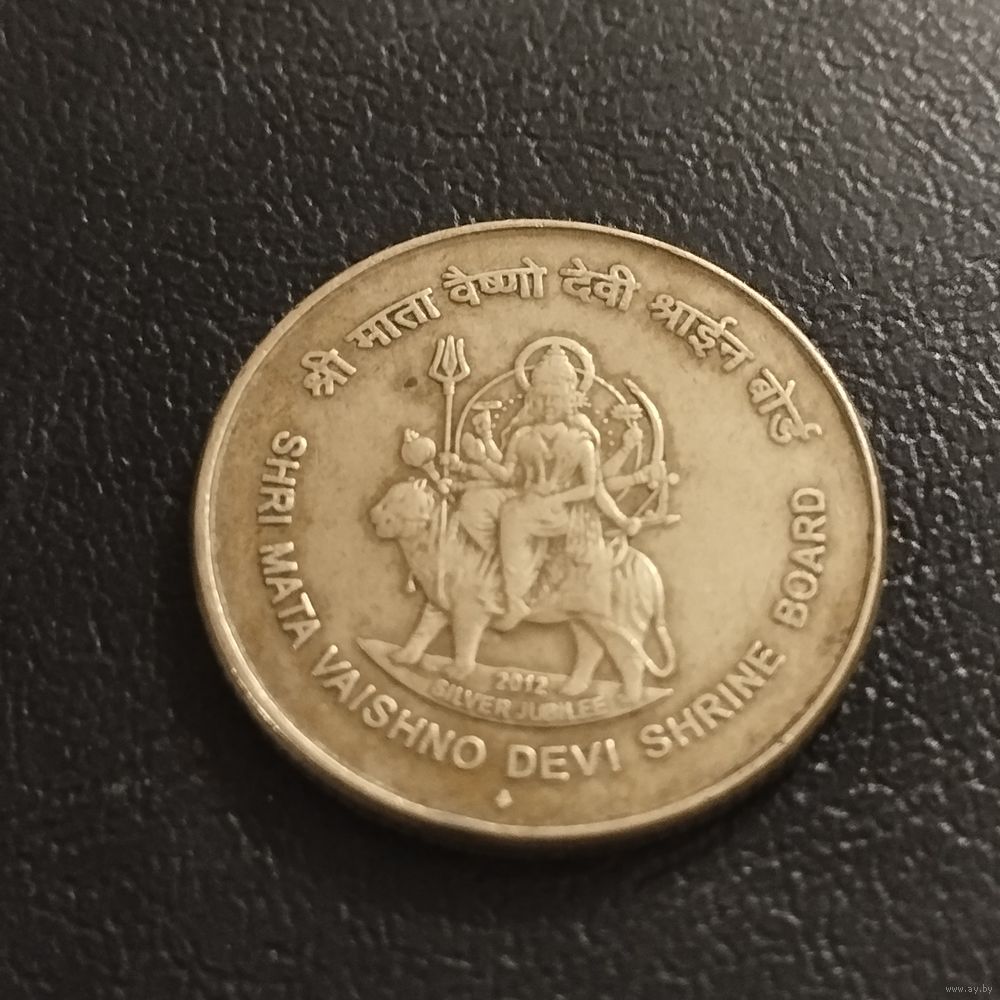 श्री माता वैष्णो देवी श्राईन बोर्ड
SHRI MATA VAISHNO DEVI SHRINE BOARD
2012
SILVER JUBILEE
www.ay.by